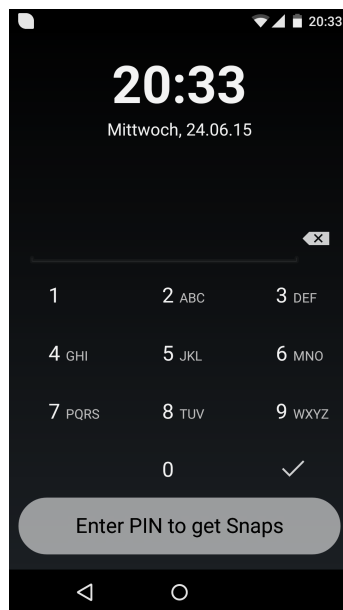 20:33
20:33
Mittwoch, 24.06.15
1 2 ABC 3 DEF
4 GHI 5 JKL 6 MNO
7 PQRS 8 TUV 9 WXYZ
0
Enter PIN to get Snaps